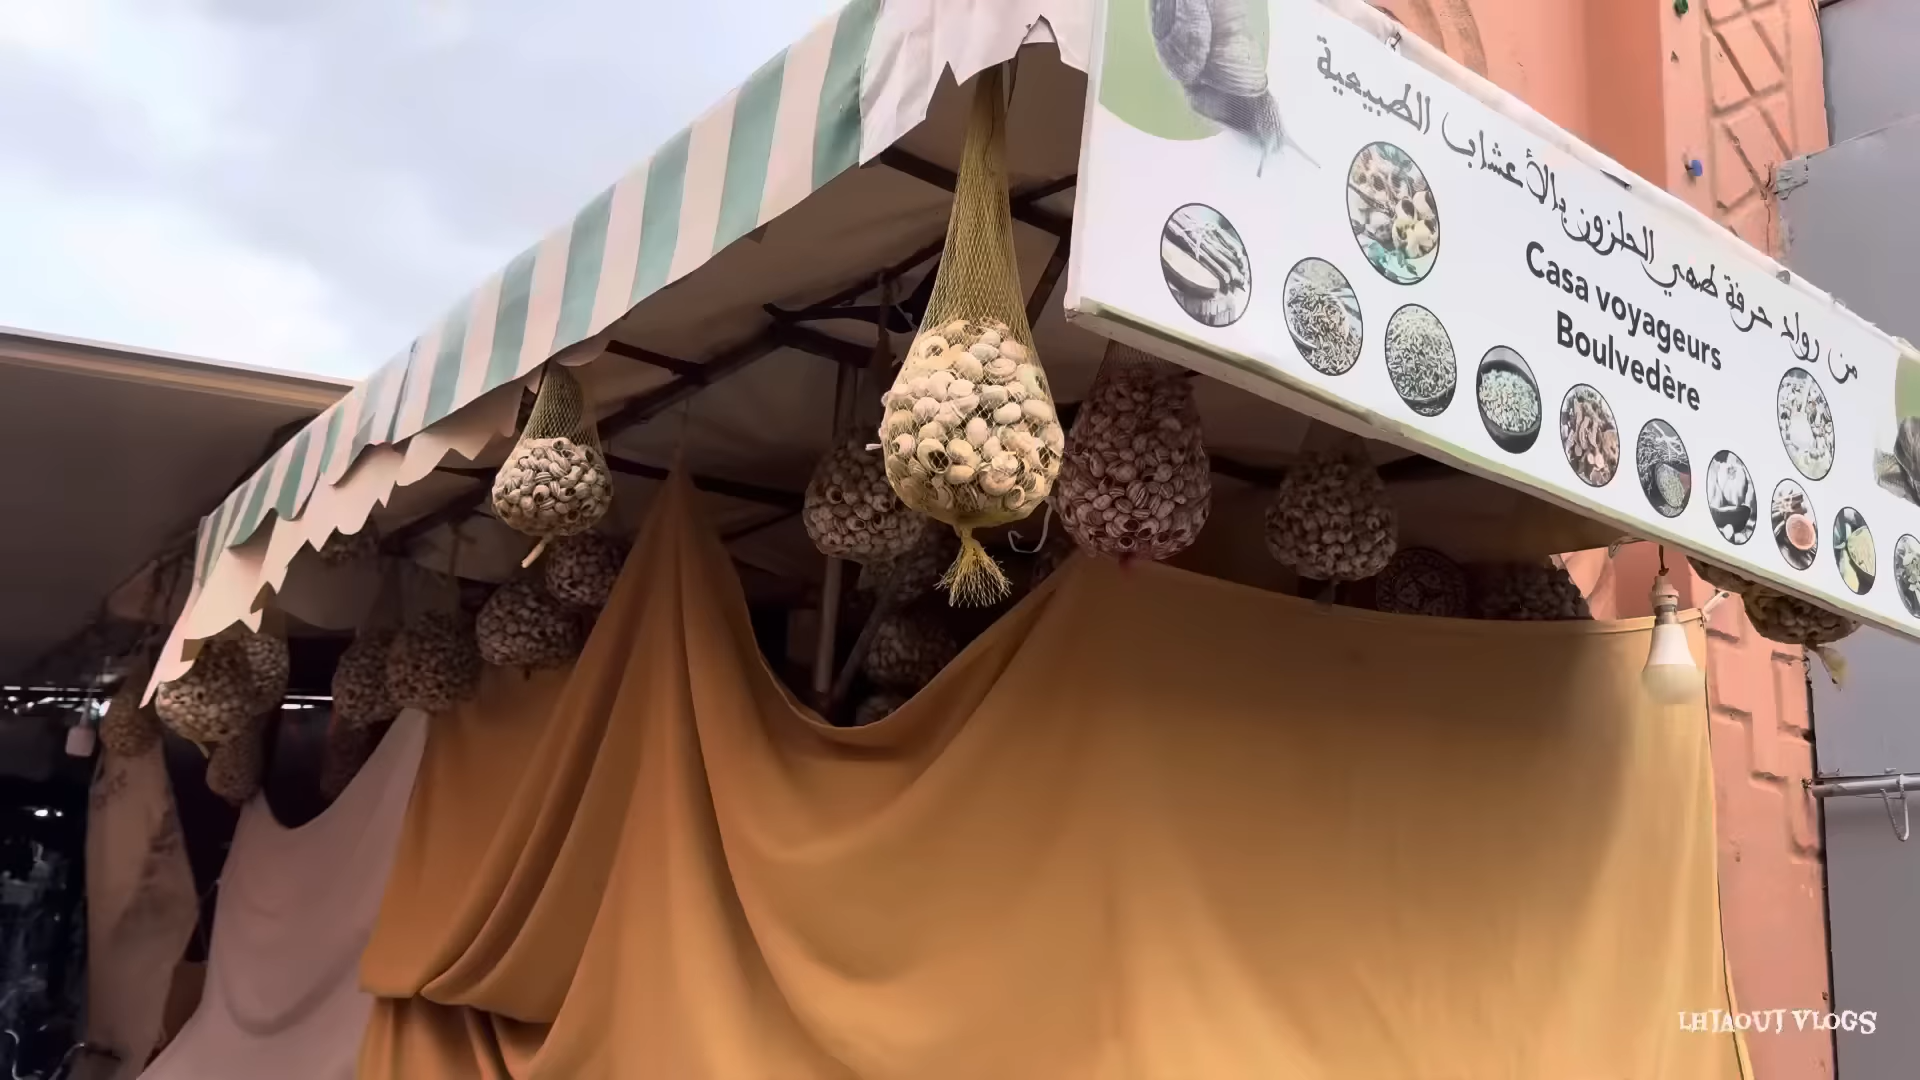 من رواد حرفة طهي الحلزون بالأعشاب الطبيعية
Casa voyageurs
Boulvedère
LHJAOUJ VLOGS